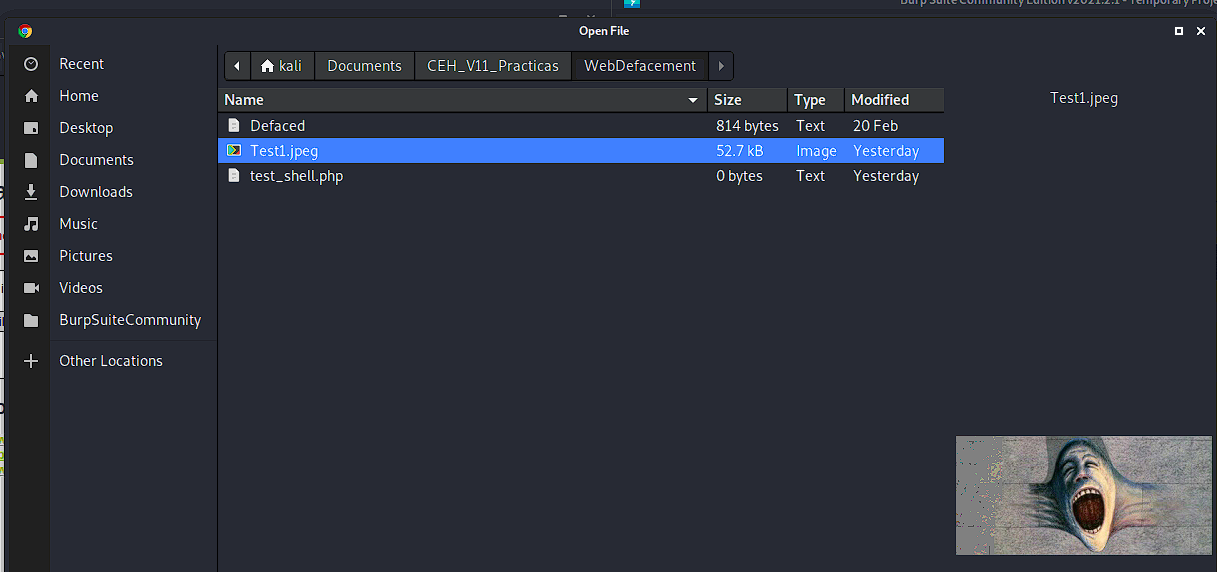 Burp Suite Community Edition v2021.2.1 - Temporary Proje
Open File
Recent
Home
Desktop
Documents
Downloads
Music
Pictures
Videos
BurpSuiteCommunity
Other Locations
kali Documents CEH_V11_Practicas WebDefacement
Name Size Type Modified
Defaced 814 bytes Text 20 Feb
Test1.jpeg 52.7 kB Image Yesterday
test_shell.php 0 bytes Text Yesterday
Test1.jpeg